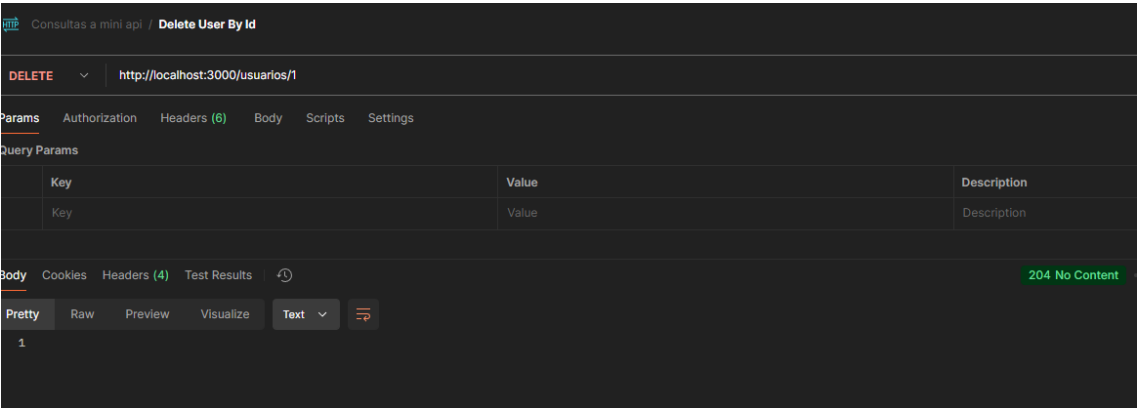 HTTP Consultas a mini api / Delete User By Id
DELETE http://localhost:3000/usuarios/1
Params Authorization Headers (6) Body Scripts Settings
Query Params
Key Value Description
Key Value Description
Body Cookies Headers (4) Test Results 204 No Content
Pretty Raw Preview Visualize Text
1